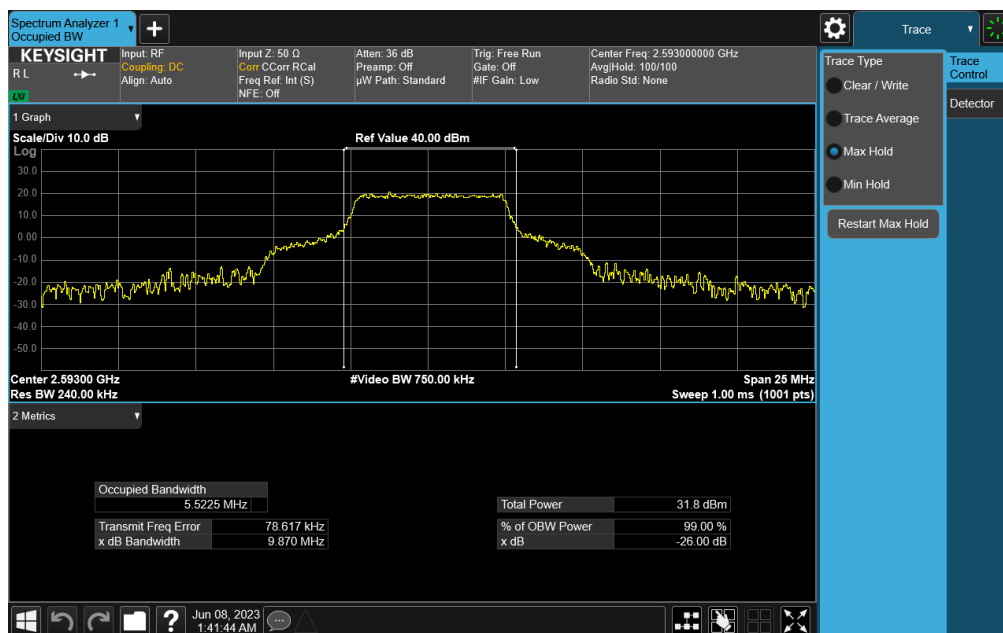 Spectrum Analyzer 1
Occupied BW
+
Trace
KEYSIGHT
R L
LXI
Input: RF
Coupling: DC
Align: Auto
Input Z: 50 Ω
Corr CCorr RCal
Freq Ref: Int (S)
NFE: Off
Atten: 36 dB
Preamp: Off
µW Path: Standard
Trig: Free Run
Gate: Off
#IF Gain: Low
Center Freq: 2.593000000 GHz
Avg|Hold: 100/100
Radio Std: None
Trace Type
Clear / Write
Trace Average
Max Hold
Min Hold
Restart Max Hold
Trace
Control
Detector
1 Graph
Scale/Div 10.0 dB
Ref Value 40.00 dBm
Log
30.0
20.0
10.0
0.00
-10.0
-20.0
-30.0
-40.0
-50.0
Center 2.59300 GHz
#Video BW 750.00 kHz
Span 25 MHz
Res BW 240.00 kHz
Sweep 1.00 ms (1001 pts)
2 Metrics
Occupied Bandwidth
5.5225 MHz
Transmit Freq Error 78.617 kHz
x dB Bandwidth 9.870 MHz
Total Power 31.8 dBm
% of OBW Power 99.00 %
x dB -26.00 dB
?
Jun 08, 2023
1:41:44 AM